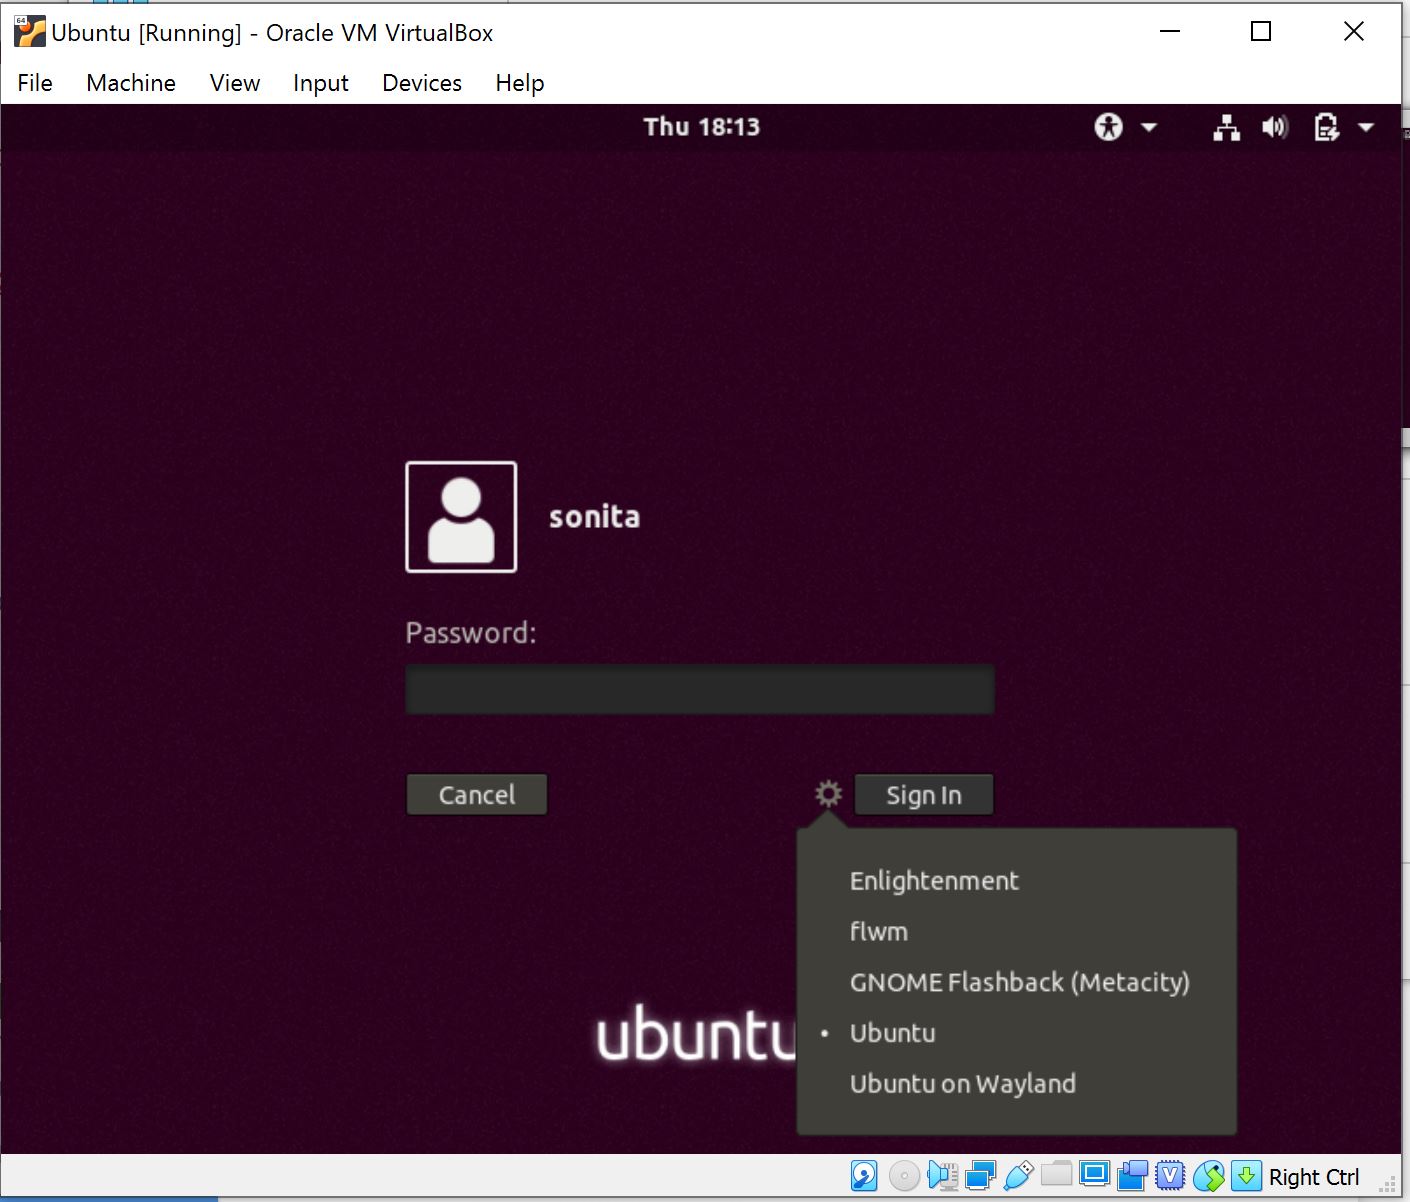 Ubuntu [Running] - Oracle VM VirtualBox
File Machine View Input Devices Help
Thu 18:13
sonita
Password:
Cancel
Sign In
Enlightenment
flwm
GNOME Flashback (Metacity)
Ubuntu
Ubuntu on Wayland
ubuntu
Right Ctrl